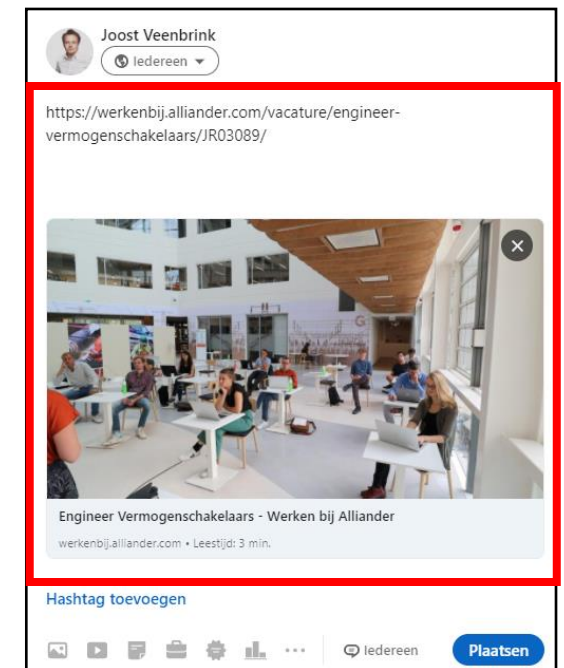 Joost Veenbrink
Iedereen
https://werkenbij.alliander.com/vacature/engineer-
vermogenschakelaars/JR03089/
Engineer Vermogenschakelaars - Werken bij Alliander
werkenbij.alliander.com • Leestijd: 3 min.
Hashtag toevoegen
Iedereen
Plaatsen